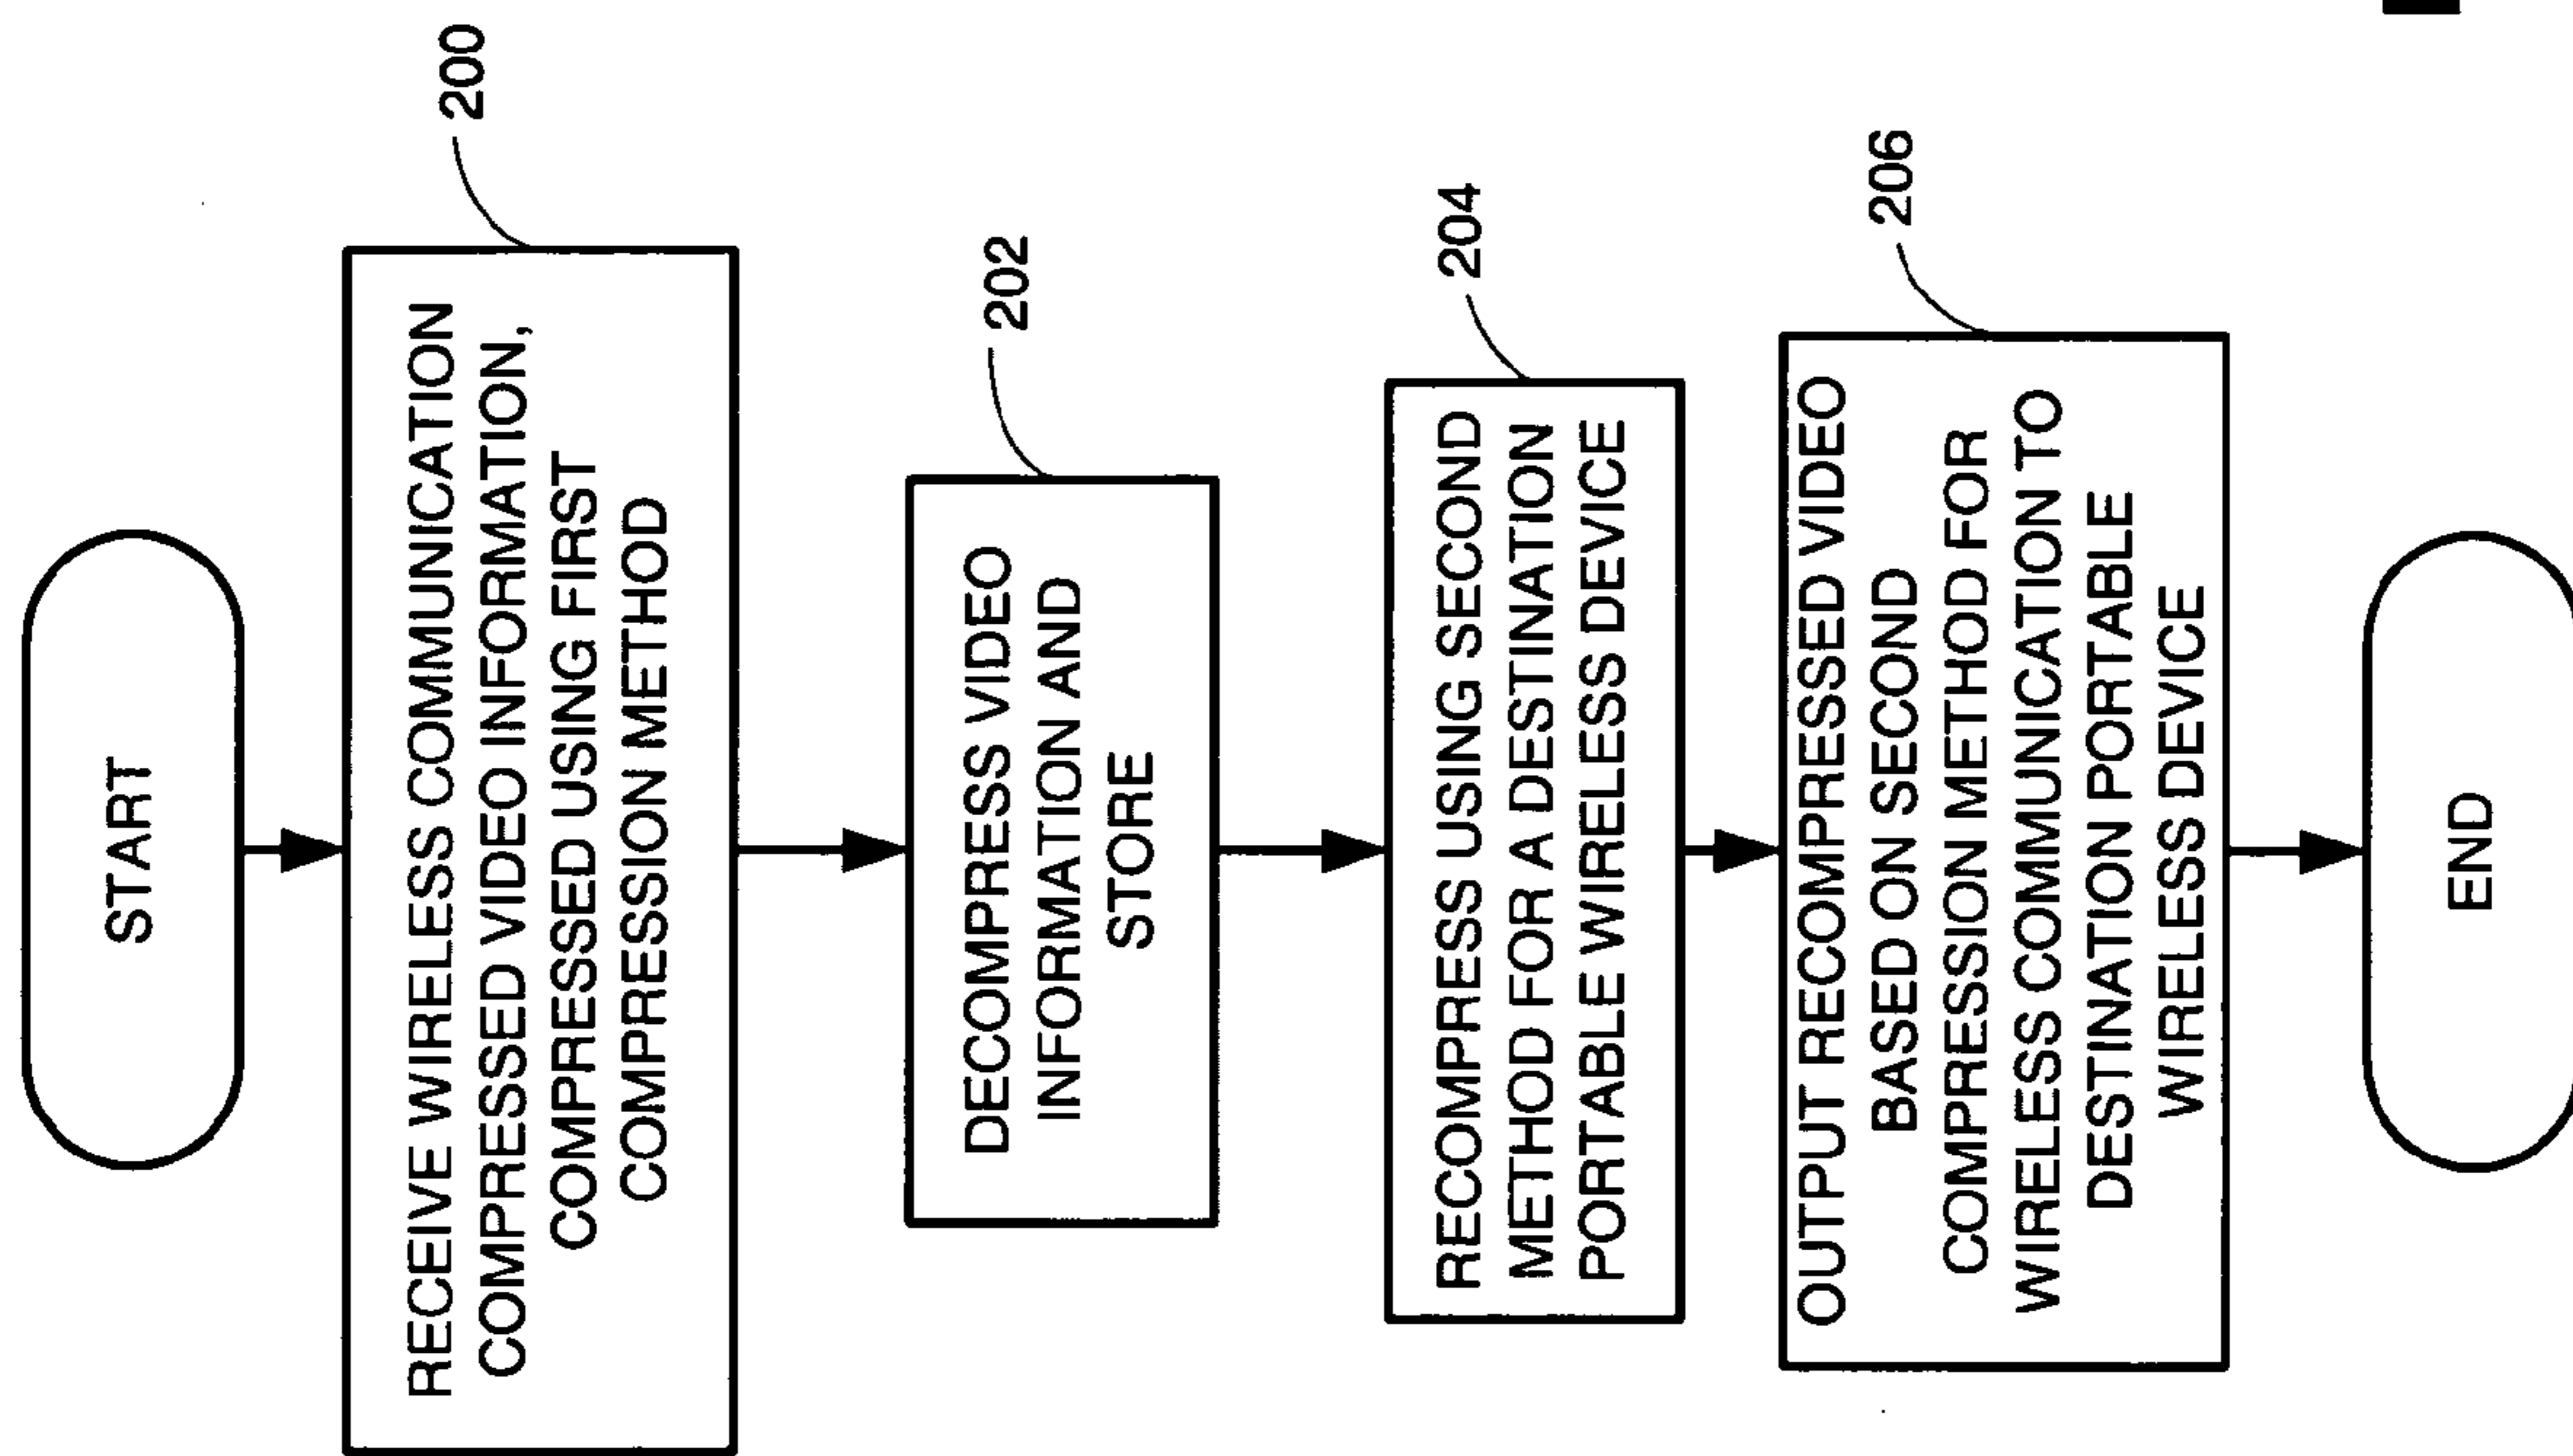 START
200
RECEIVE WIRELESS COMMUNICATION
COMPRESSED VIDEO INFORMATION,
COMPRESSED USING FIRST
COMPRESSION METHOD
202
DECOMPRESS VIDEO
INFORMATION AND
STORE
204
RECOMPRESS USING SECOND
METHOD FOR A DESTINATION
PORTABLE WIRELESS DEVICE
206
OUTPUT RECOMPRESSED VIDEO
BASED ON SECOND
COMPRESSION METHOD FOR
WIRELESS COMMUNICATION TO
DESTINATION PORTABLE
WIRELESS DEVICE
END